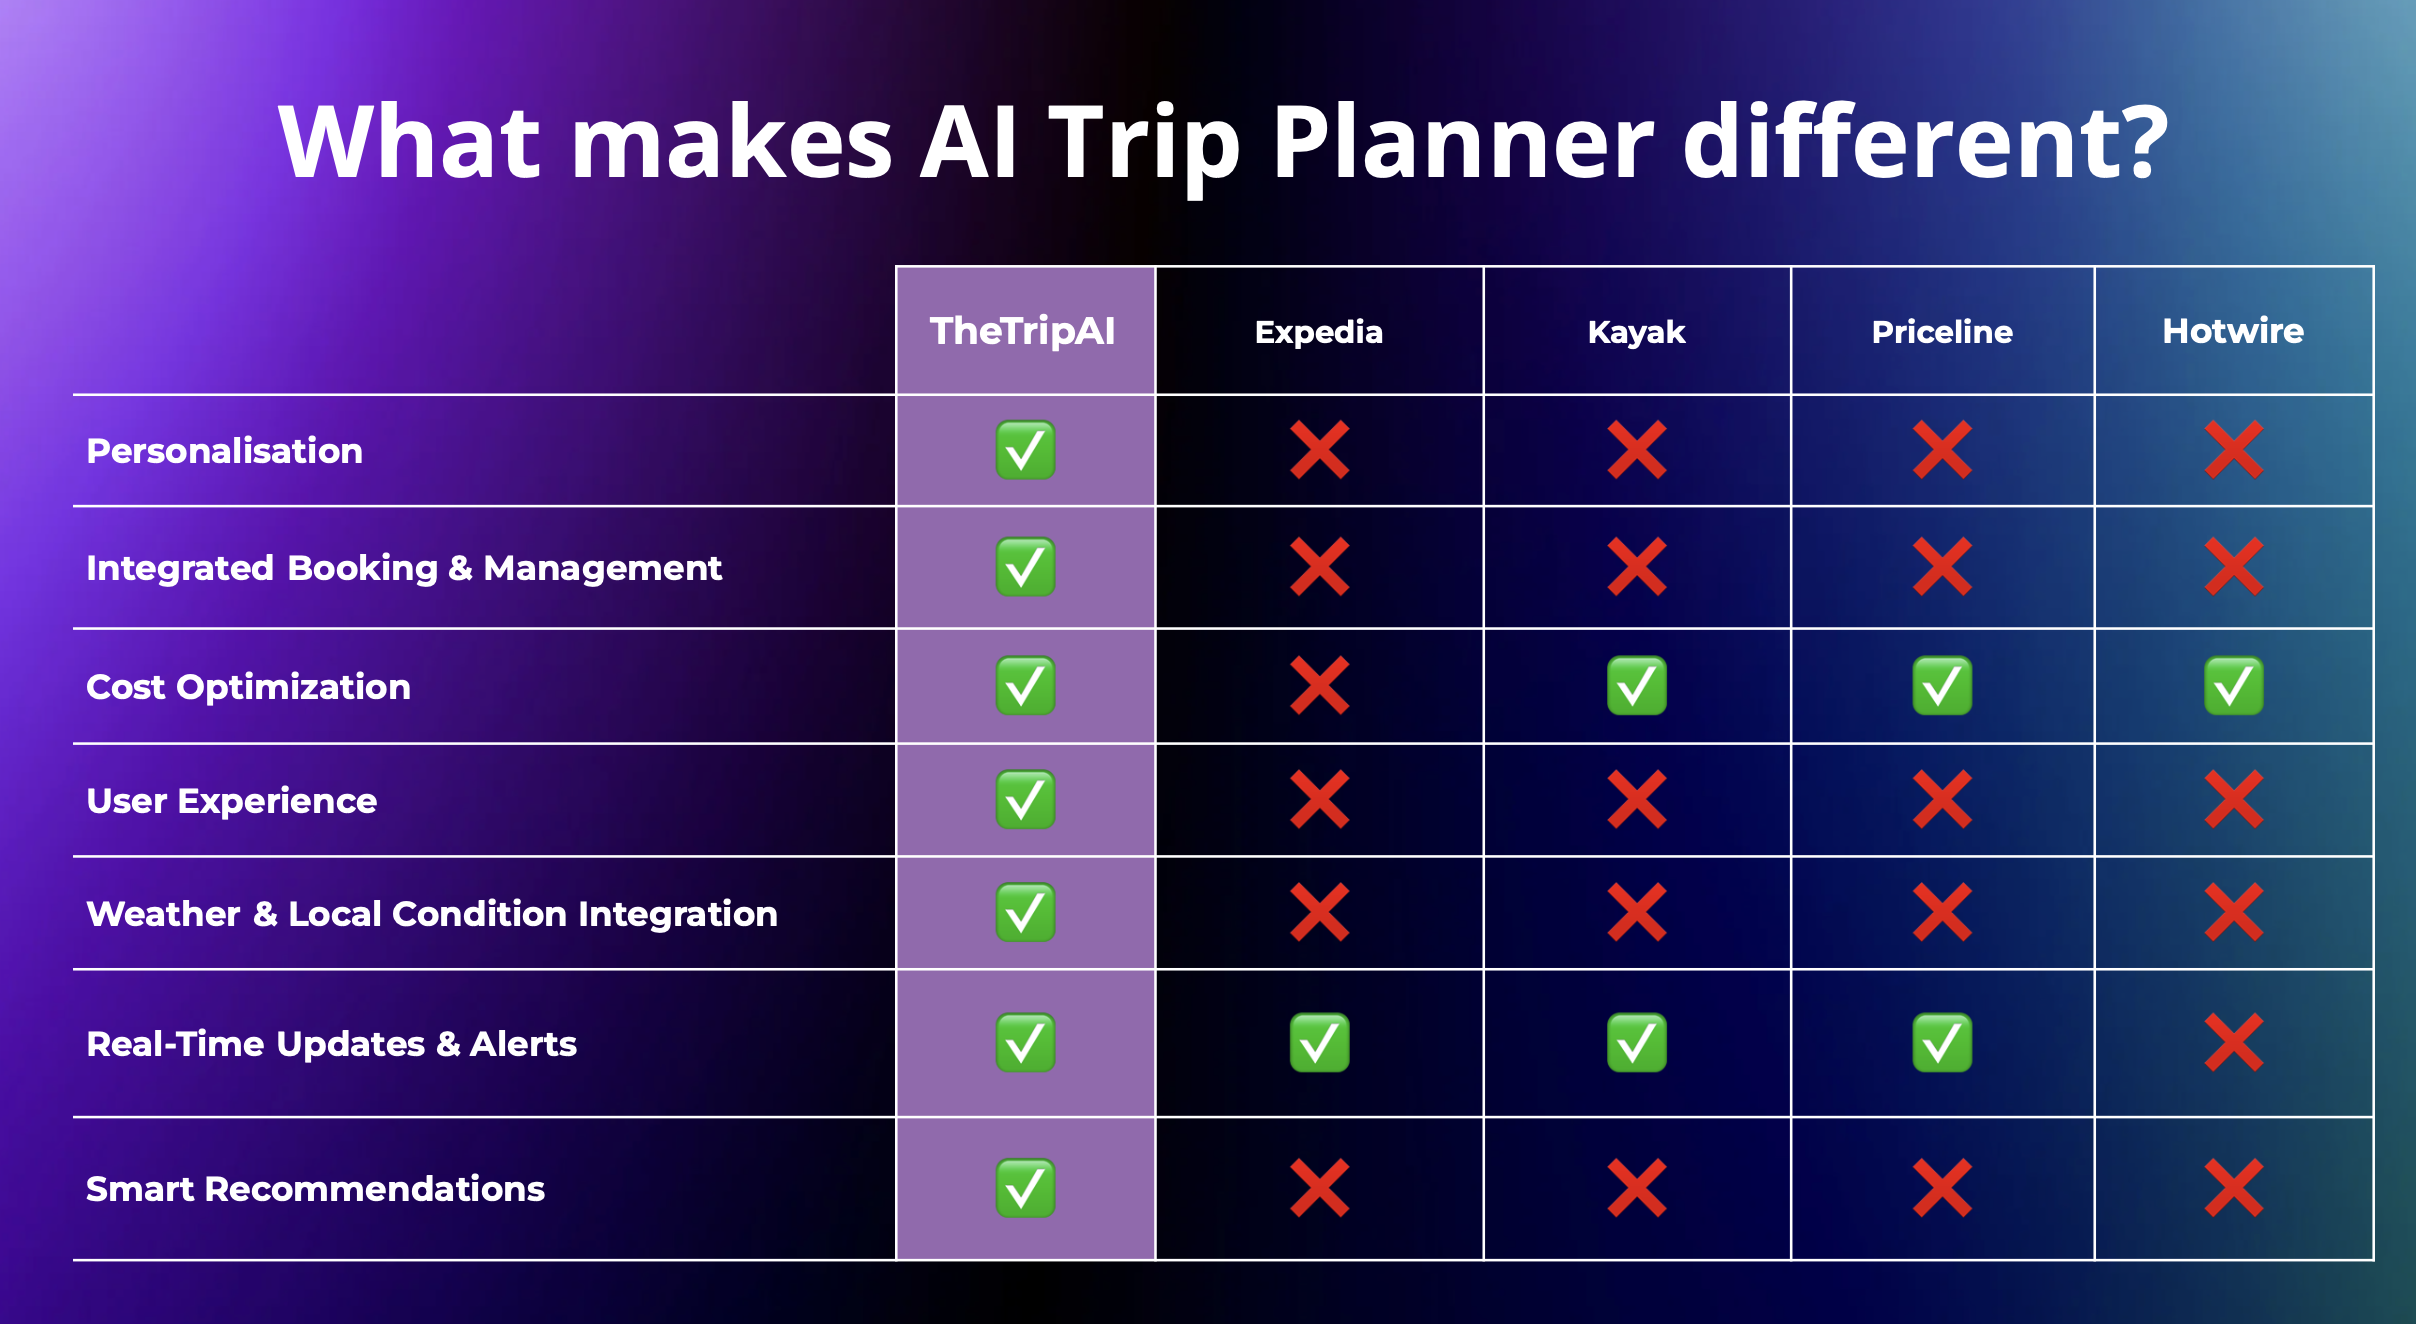 What makes AI Trip Planner different?
TheTripAI Expedia Kayak Priceline Hotwire
Personalisation ✅ ❌ ❌ ❌ ❌
Integrated Booking & Management ✅ ❌ ❌ ❌ ❌
Cost Optimization ✅ ❌ ✅ ✅ ✅
User Experience ✅ ❌ ❌ ❌ ❌
Weather & Local Condition Integration ✅ ❌ ❌ ❌ ❌
Real-Time Updates & Alerts ✅ ✅ ✅ ✅ ❌
Smart Recommendations ✅ ❌ ❌ ❌ ❌